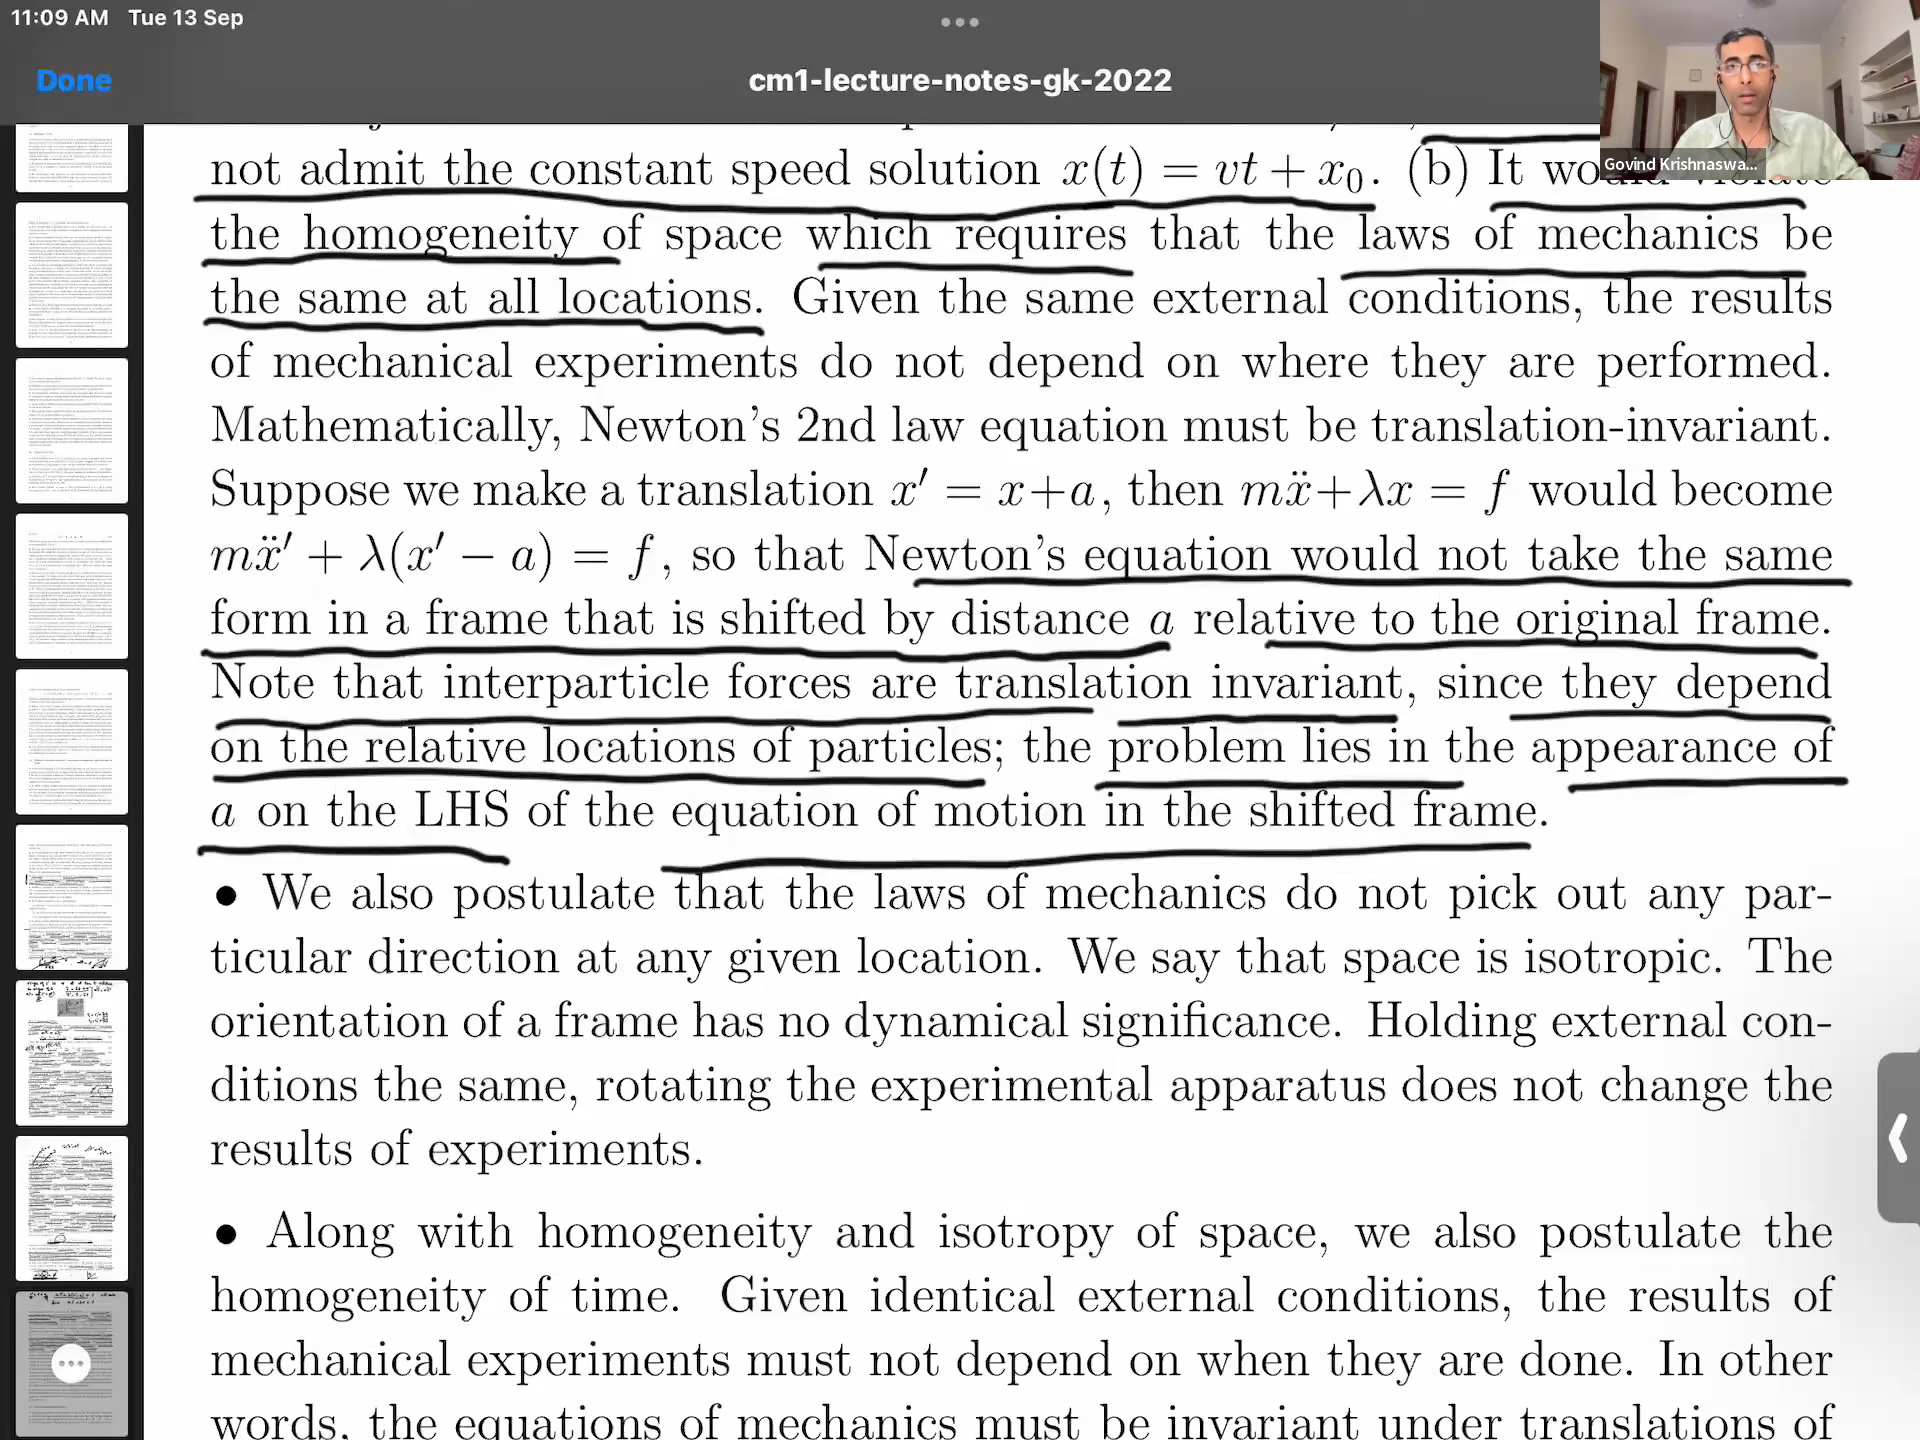 11:09 AM Tue 13 Sep
Done
cm1-lecture-notes-gk-2022
Govind Krishnaswa...
not admit the constant speed solution x(t) = vt + x₀. (b) It would violate
the homogeneity of space which requires that the laws of mechanics be
the same at all locations. Given the same external conditions, the results
of mechanical experiments do not depend on where they are performed.
Mathematically, Newton's 2nd law equation must be translation-invariant.
Suppose we make a translation x′ = x+a, then mẍ+λx = f would become
mẍ′ + λ(x′ − a) = f, so that Newton's equation would not take the same
form in a frame that is shifted by distance a relative to the original frame.
Note that interparticle forces are translation invariant, since they depend
on the relative locations of particles; the problem lies in the appearance of
a on the LHS of the equation of motion in the shifted frame.
• We also postulate that the laws of mechanics do not pick out any par-
ticular direction at any given location. We say that space is isotropic. The
orientation of a frame has no dynamical significance. Holding external con-
ditions the same, rotating the experimental apparatus does not change the
results of experiments.
• Along with homogeneity and isotropy of space, we also postulate the
homogeneity of time. Given identical external conditions, the results of
mechanical experiments must not depend on when they are done. In other
words, the equations of mechanics must be invariant under translations of